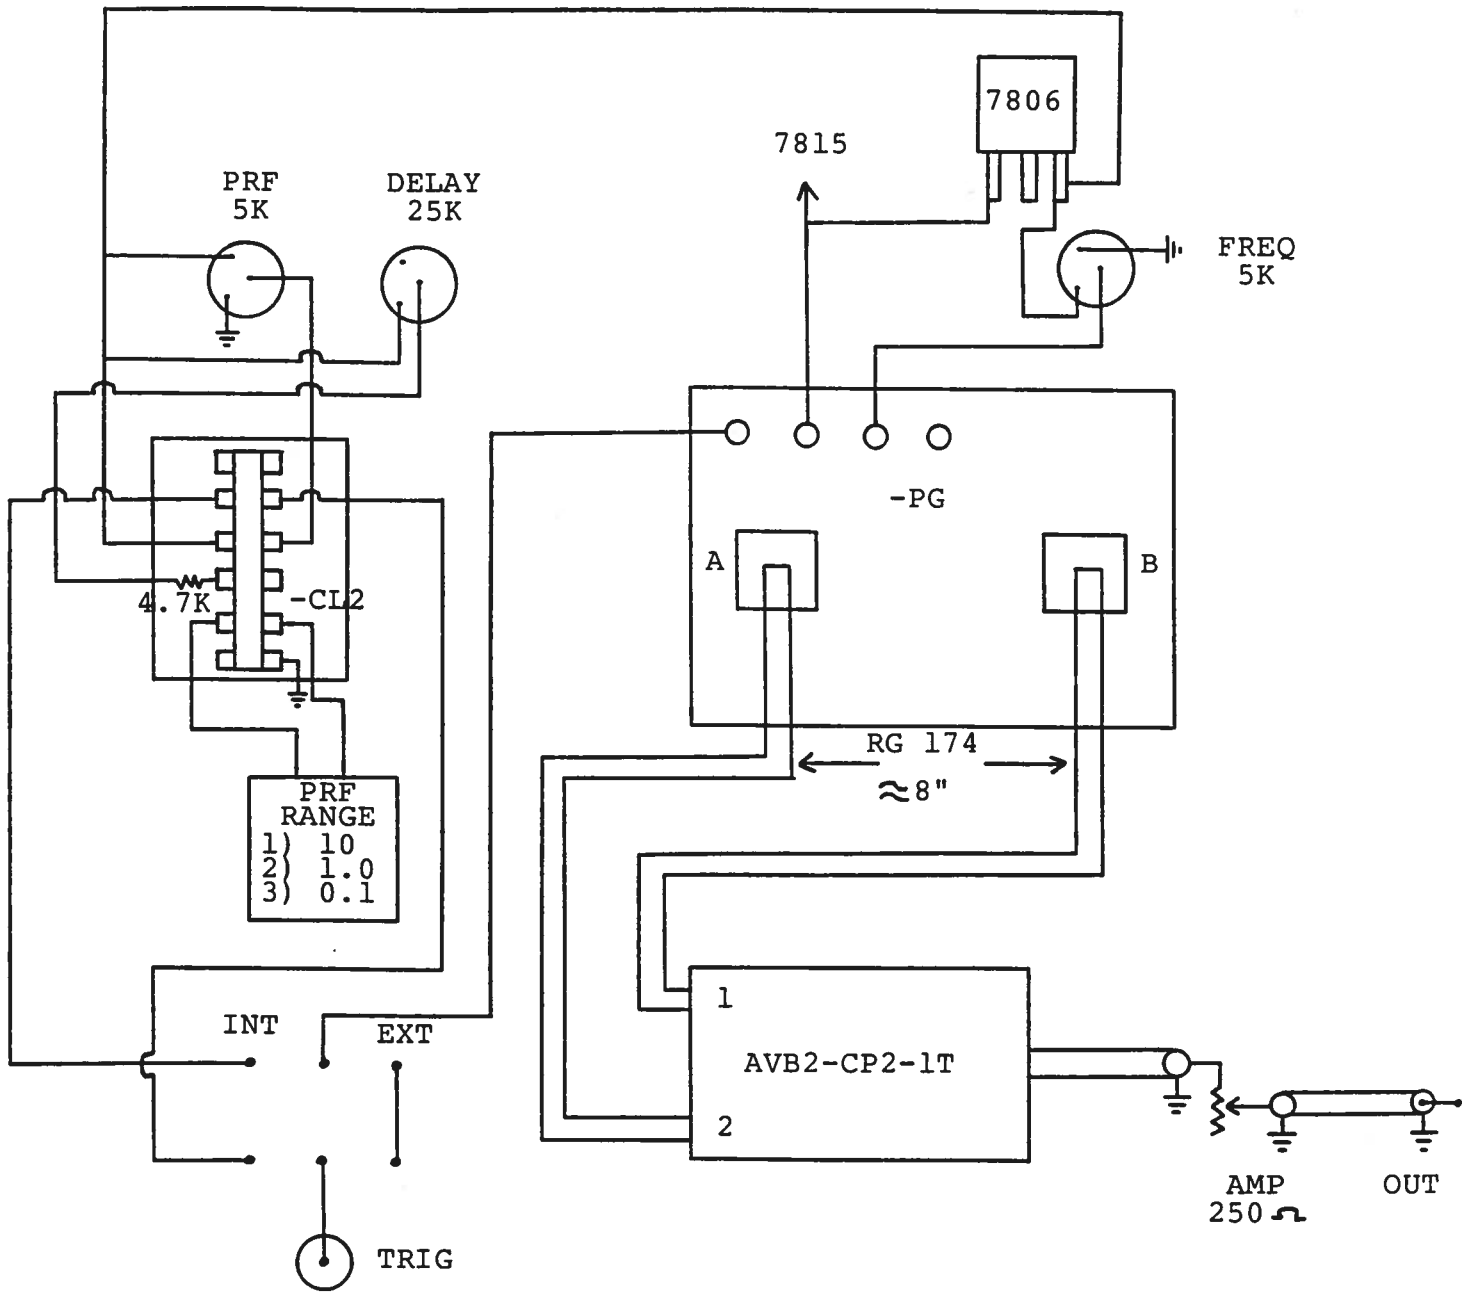 7806
7815
PRF
5K
DELAY
25K
FREQ
5K
-PG
A
B
4.7K
-CL2
RG 174
≈8"
PRF
RANGE
1) 10
2) 1.0
3) 0.1
INT
EXT
1
AVB2-CP2-1T
2
AMP
250 Ω
OUT
TRIG